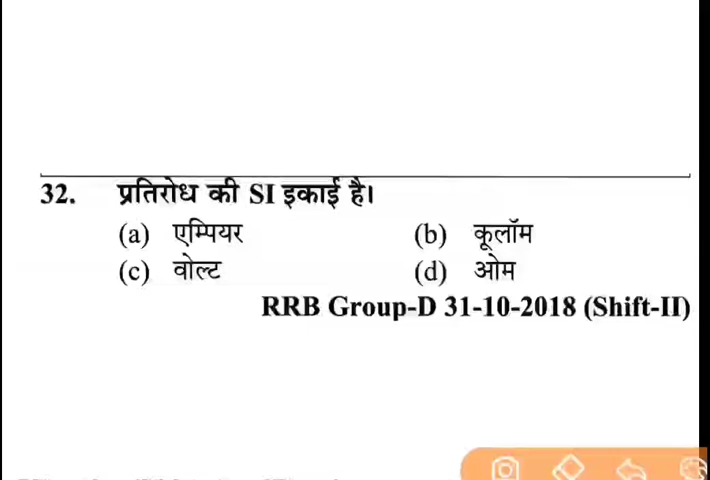 32. प्रतिरोध की SI इकाई है।
(a) एम्पियर (b) कूलॉम
(c) वोल्ट (d) ओम
RRB Group-D 31-10-2018 (Shift-II)